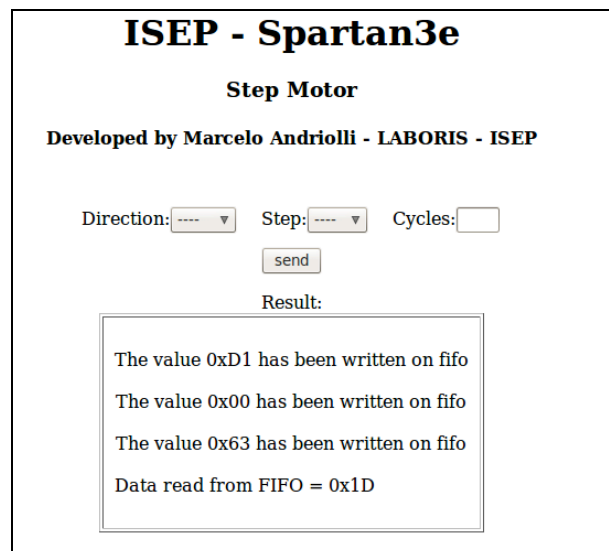 ISEP - Spartan3e
Step Motor
Developed by Marcelo Andriolli - LABORIS - ISEP
Direction: ---- Step: ---- Cycles:
send
Result:
The value 0xD1 has been written on fifo
The value 0x00 has been written on fifo
The value 0x63 has been written on fifo
Data read from FIFO = 0x1D